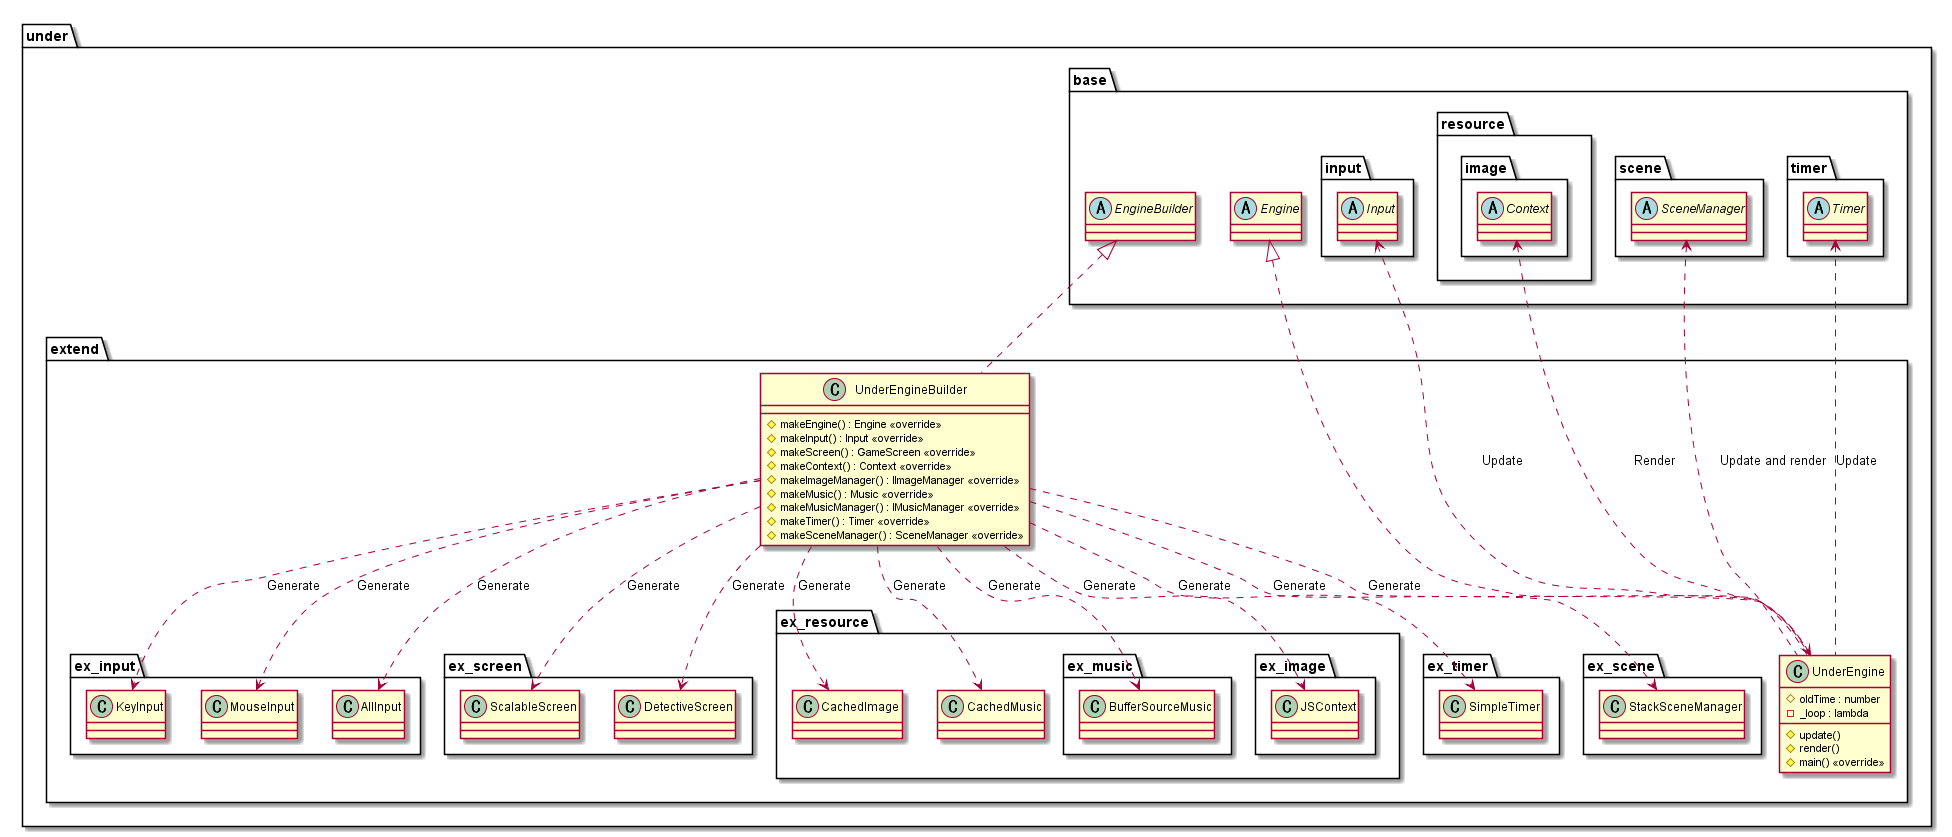 under
base
resource
input
image
scene
timer
A EngineBuilder
A Engine
A Input
A Context
A SceneManager
A Timer
extend
C UnderEngineBuilder
makeEngine() : Engine «override»
makeInput() : Input «override»
makeScreen() : GameScreen «override»
makeContext() : Context «override»
makeImageManager() : IImageManager «override»
makeMusic() : Music «override»
makeMusicManager() : IMusicManager «override»
makeTimer() : Timer «override»
makeSceneManager() : SceneManager «override»
Update
Render
Update and render
Update
Generate
Generate
Generate
Generate
Generate
Generate
Generate
Generate
Generate
Generate
Generate
Generate
ex_resource
ex_input
ex_screen
ex_music
ex_image
ex_timer
ex_scene
C KeyInput
C MouseInput
C AllInput
C ScalableScreen
C DetectiveScreen
C CachedImage
C CachedMusic
C BufferSourceMusic
C JSContext
C SimpleTimer
C StackSceneManager
C UnderEngine
oldTime : number
_loop : lambda
update()
render()
main() «override»